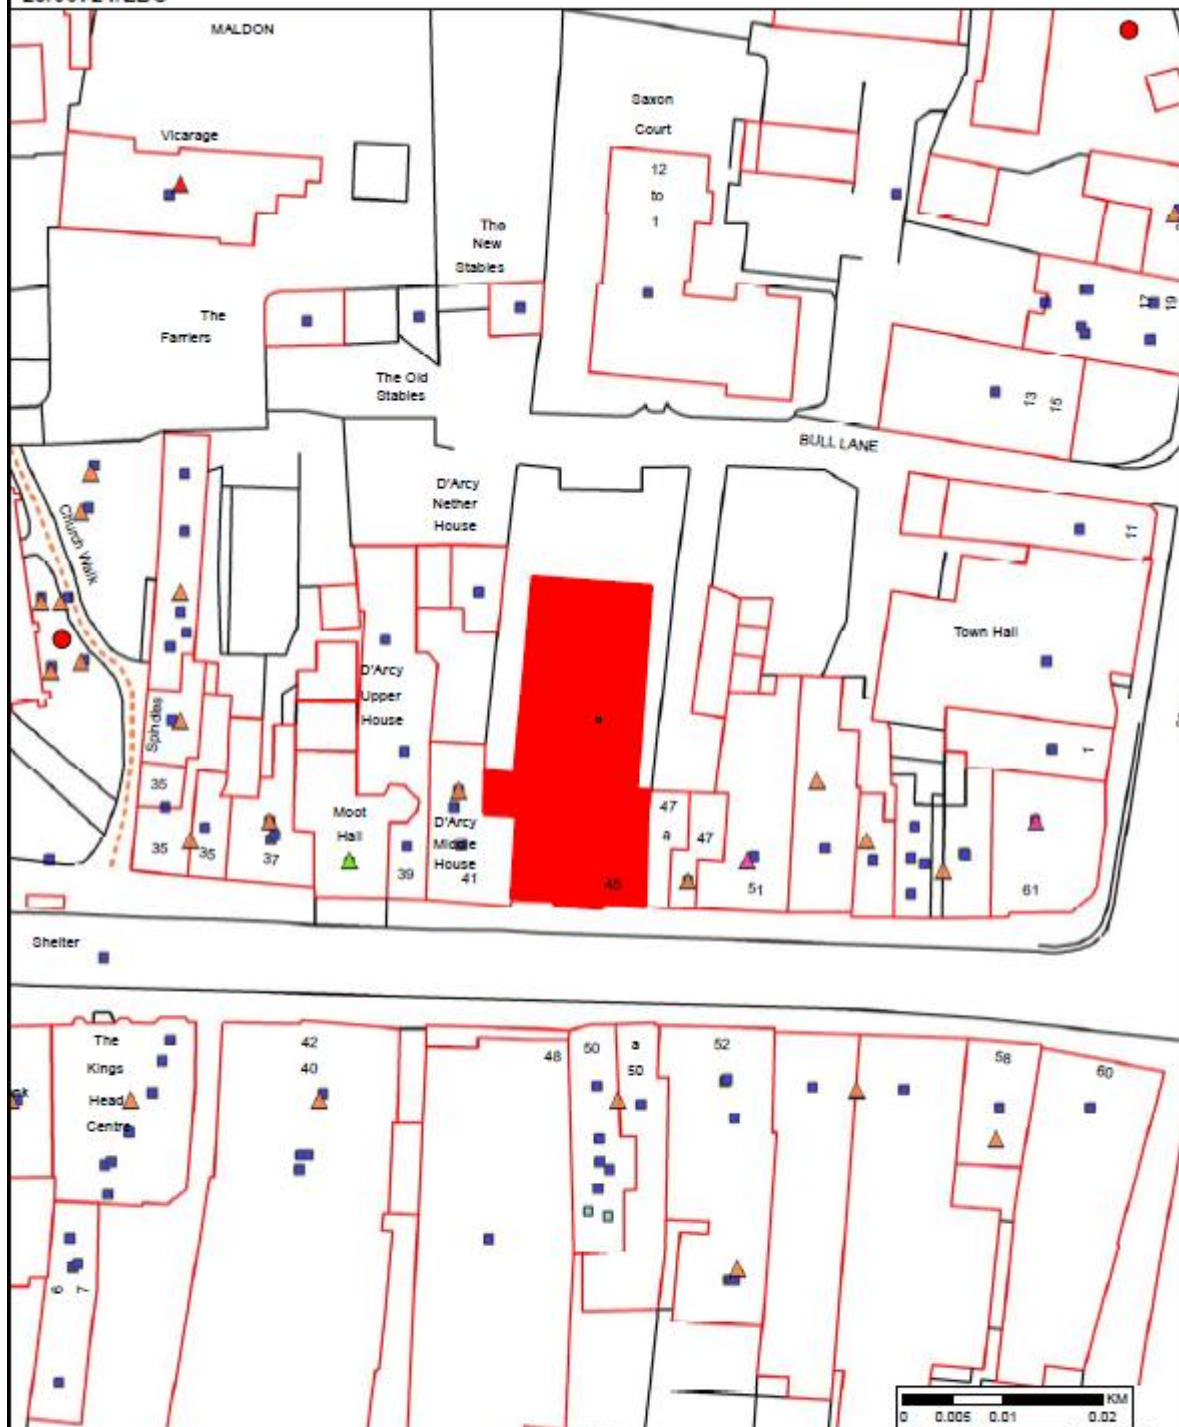 MALDON
Saxon
Court
12
to
1
Vicarage
The
New
Stables
The
Farriers
The Old
Stables
17
19
13
15
BULL LANE
D'Arcy
Nether
House
Church Walk
11
Town Hall
D'Arcy
Upper
House
Spindles
1
35
35
35
37
Moot
Hall
39
D'Arcy
Middle
House
41
47
a
47
51
61
Shelter
The
Kings
Head
Centre
42
40
48
50
a
50
52
58
60
6
7
KM
0 0.005 0.01 0.02